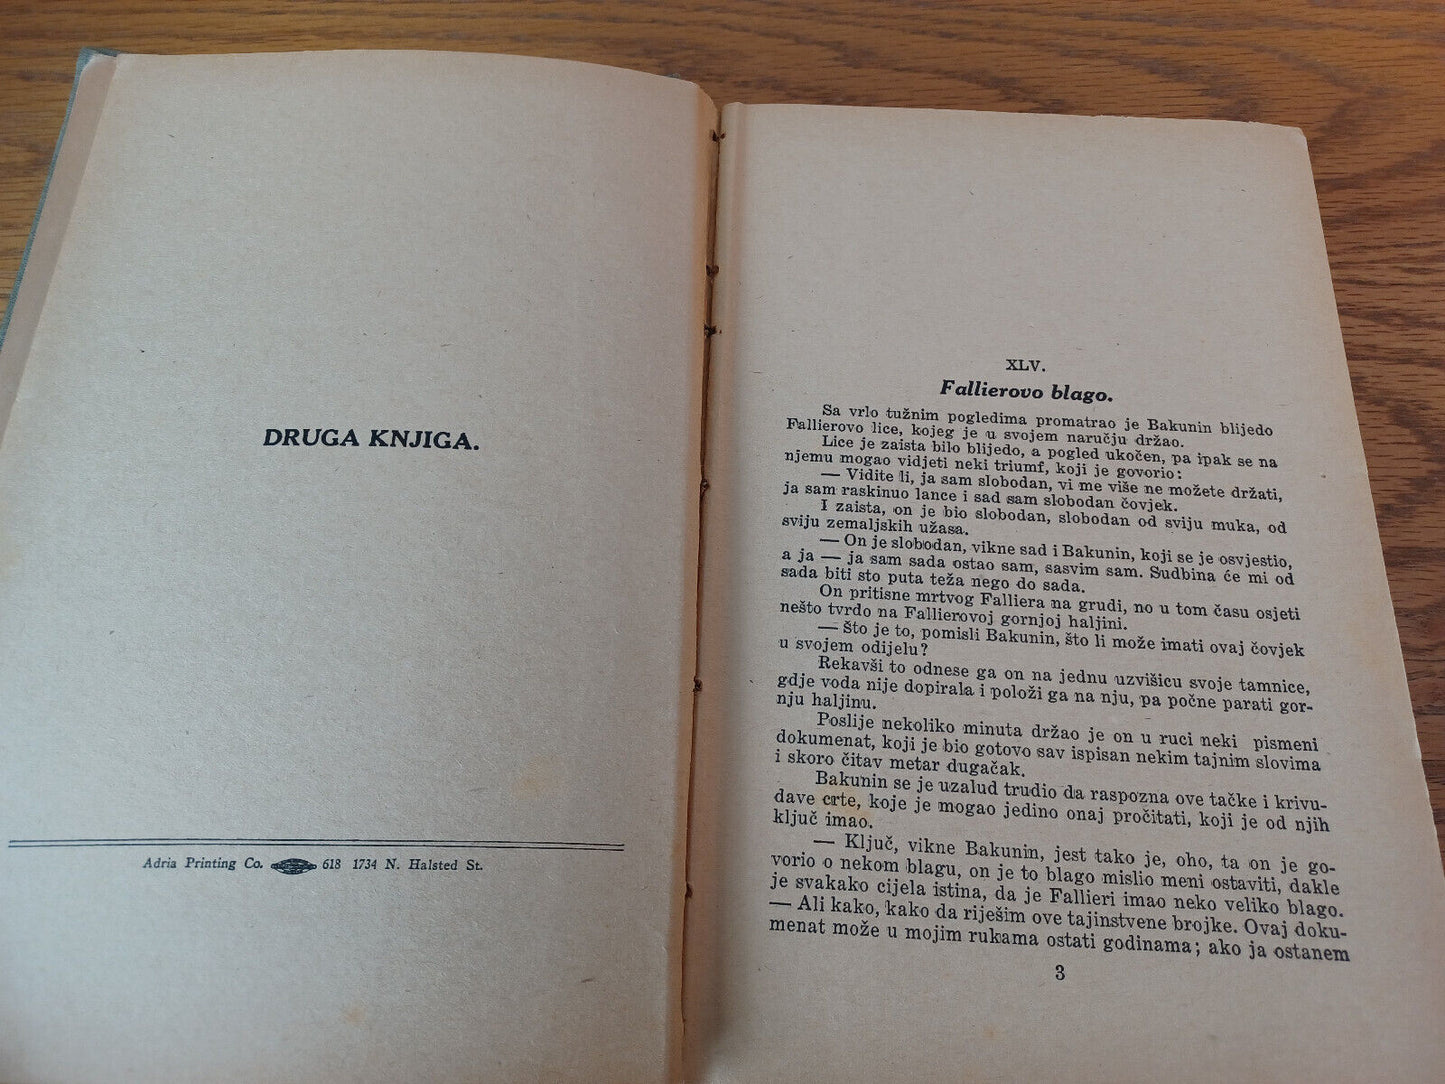 DRUGA KNJIGA.
Adria Printing Co. 618 1734 N. Halsted St.
XLV.
Fallierovo blago.
Sa vrlo tužnim pogledima promatrao je Bakunin blijedo
Fallierovo lice, kojeg je u svojem naručju držao.
Lice je zaista bilo blijedo, a pogled ukočen, pa ipak se na
njemu mogao vidjeti neki triumf, koji je govorio:
— Vidite li, ja sam slobodan, vi me više ne možete držati,
ja sam raskinuo lance i sad sam slobodan čovjek.
I zaista, on je bio slobodan, slobodan od sviju muka, od
sviju zemaljskih užasa.
— On je slobodan, vikne sad i Bakunin, koji se je osvjestio,
a ja — ja sam sada ostao sam, sasvim sam. Sudbina će mi od
sada biti sto puta teža nego do sada.
On pritisne mrtvog Falliera na grudi, no u tom času osjeti
nešto tvrdo na Fallierovoj gornjoj haljini.
— Što je to, pomisli Bakunin, što li može imati ovaj čovjek
u svojem odijelu?
Rekavši to odnese ga on na jednu uzvišicu svoje tamnice,
gdje voda nije dopirala i položi ga na nju, pa počne parati gor-
nju haljinu.
Poslije nekoliko minuta držao je on u ruci neki pismeni
dokumenat, koji je bio gotovo sav ispisan nekim tajnim slovima
i skoro čitav metar dugačak.
Bakunin se je uzalud trudio da raspozna ove tačke i krivu-
dave crte, koje je mogao jedino onaj pročitati, koji je od njih
ključ imao.
— Ključ, vikne Bakunin, jest tako je, oho, ta on je go-
vorio o nekom blagu, on je to blago mislio meni ostaviti, dakle
je svakako cijela istina, da je Fallieri imao neko veliko blago.
— Ali kako, kako da riješim ove tajinstvene brojke. Ovaj doku-
menat može u mojim rukama ostati godinama; ako ja ostanem
3